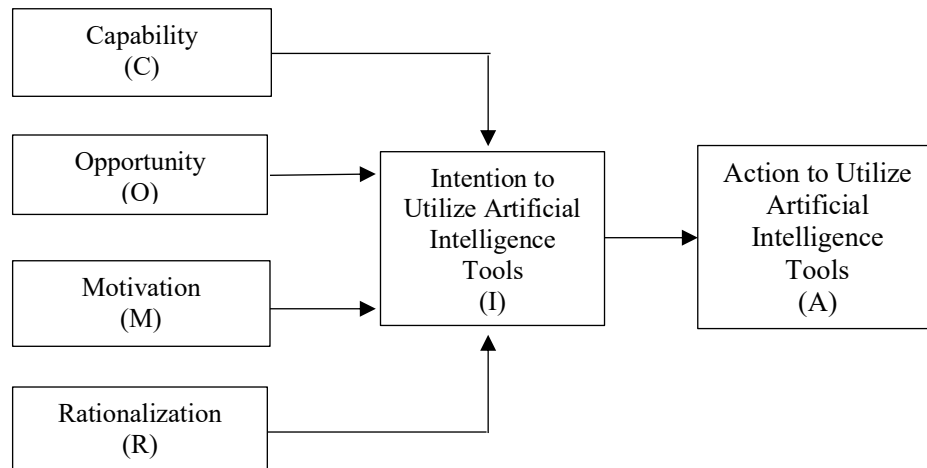 Capability
(C)
Opportunity
(O)
Motivation
(M)
Rationalization
(R)
Intention to
Utilize Artificial
Intelligence
Tools
(I)
Action to Utilize
Artificial
Intelligence
Tools
(A)